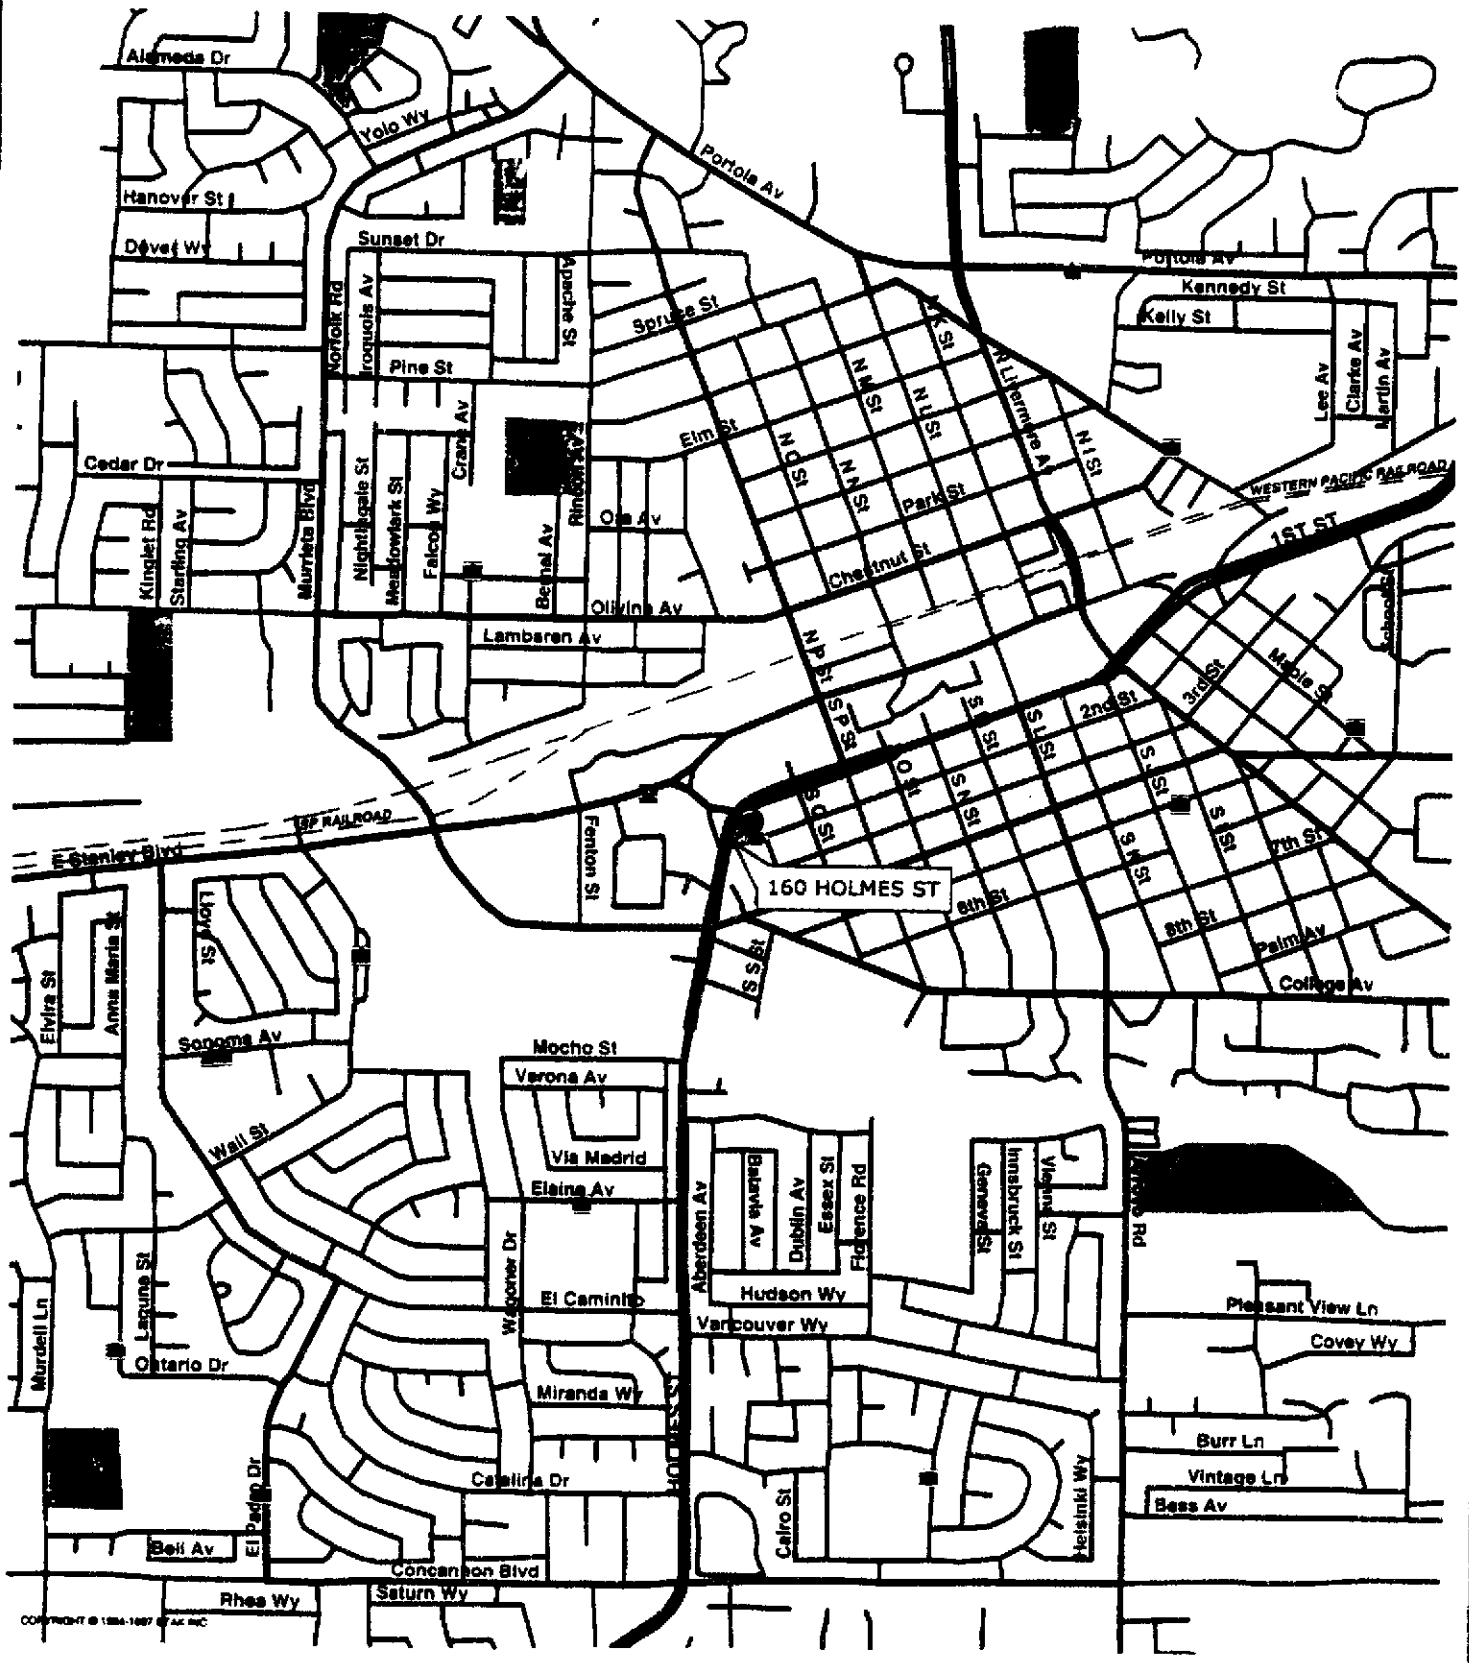 Alameda Dr
Yolo Wy
Portola Av
Hanover St
Dover Wy
Sunset Dr
Portola Av
Kennedy St
Kelly St
Norfolk Rd
Iroquois Av
Apache St
Spruce St
N K St
Pine St
N M St
N L St
N Livermore Av
Lee Av
Clarke Av
Martin Av
Crane Av
Elm St
N O St
N N St
N I St
Cedar Dr
Park St
WESTERN PACIFIC RAILROAD
Kinglet Rd
Starling Av
Murrieta Blvd
Nightingale St
Meadowlark St
Falcon Wy
Bernal Av
Rincon Av
1ST ST
Chestnut St
Olivina Av
Lambaren Av
N P St
S P St
Maple St
3rd St
2nd St
S L St
S J St
S N St
S Q St
O St
SP RAILROAD
E Stanley Blvd
Fenton St
160 HOLMES ST
S K St
7th St
6th St
8th St
Palm Av
College Av
S S St
Lloyd St
Anna Maria St
Elvira St
Sonoma Av
Mocho St
Verona Av
Wall St
Via Madrid
Elaine Av
Aberdeen Av
Batavia Av
Dublin Av
Essex St
Florence Rd
Geneva St
Innsbruck St
Vienna St
Arroyo Rd
Wagoner Dr
Lagune St
Murdell Ln
Hudson Wy
El Caminito
Vancouver Wy
Pleasant View Ln
Covey Wy
Ontario Dr
Miranda Wy
HOLMES ST
Burr Ln
Catalina Dr
Vintage Ln
Bess Av
El Padro Dr
Cairo St
Helsinki Wy
Bell Av
Concannon Blvd
Rhea Wy
Saturn Wy